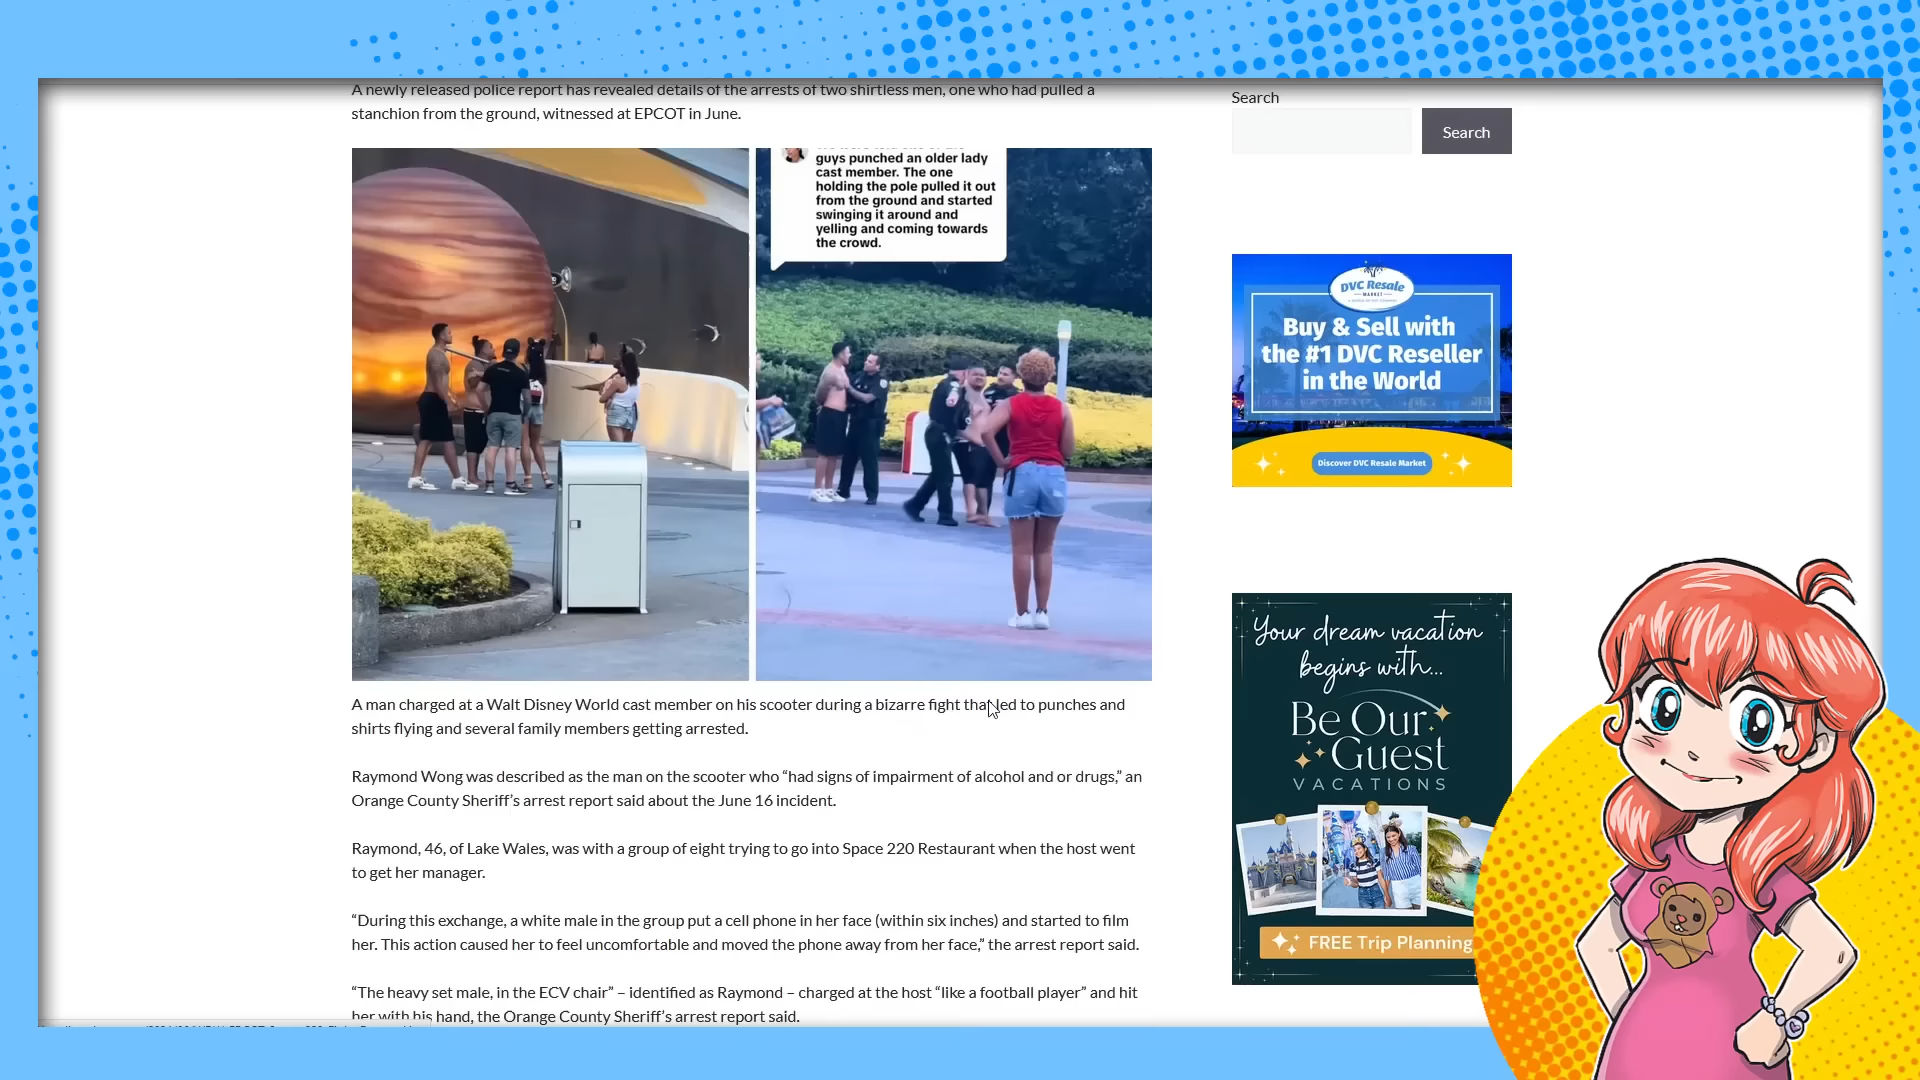 A newly released police report has revealed details of the arrests of two shirtless men, one who had pulled a
stanchion from the ground, witnessed at EPCOT in June.
guys punched an older lady
cast member. The one
holding the pole pulled it out
from the ground and started
swinging it around and
yelling and coming towards
the crowd.
A man charged at a Walt Disney World cast member on his scooter during a bizarre fight that led to punches and
shirts flying and several family members getting arrested.
Raymond Wong was described as the man on the scooter who “had signs of impairment of alcohol and or drugs,” an
Orange County Sheriff’s arrest report said about the June 16 incident.
Raymond, 46, of Lake Wales, was with a group of eight trying to go into Space 220 Restaurant when the host went
to get her manager.
“During this exchange, a white male in the group put a cell phone in her face (within six inches) and started to film
her. This action caused her to feel uncomfortable and moved the phone away from her face,” the arrest report said.
“The heavy set male, in the ECV chair” – identified as Raymond – charged at the host “like a football player” and hit
her with his hand, the Orange County Sheriff’s arrest report said.
Search
Search
DVC Resale
MARKET
Buy & Sell with
the #1 DVC Reseller
in the World
Discover DVC Resale Market
Your dream vacation
begins with...
Be Our
Guest
VACATIONS
FREE Trip Planning